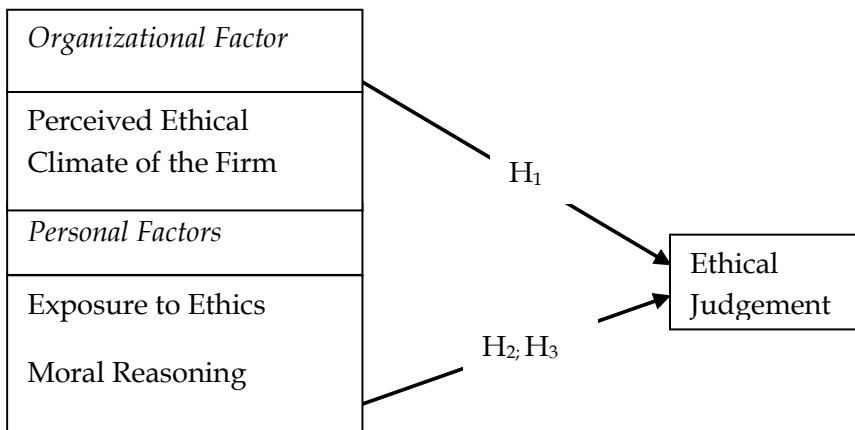 Organizational Factor
Perceived Ethical
Climate of the Firm
H₁
Personal Factors
Ethical
Judgement
Exposure to Ethics
H₂; H₃
Moral Reasoning